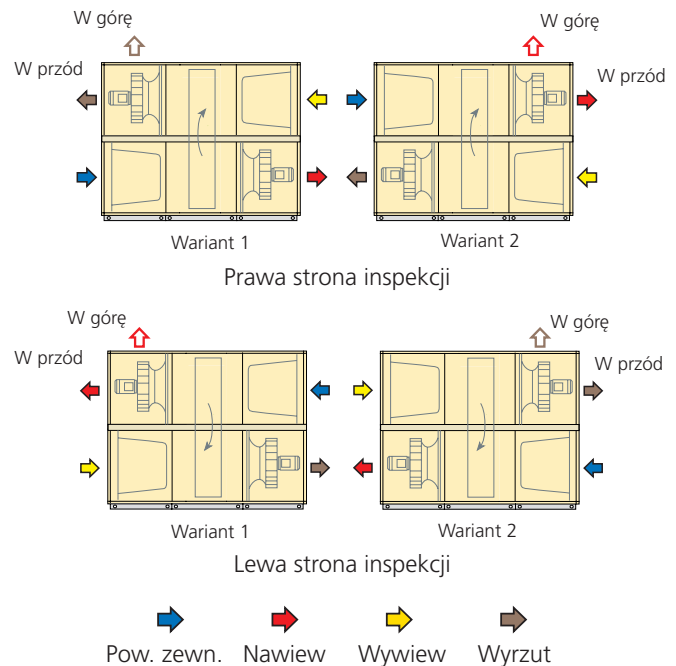 W górę
W górę
W przód
W przód
Wariant 1
Wariant 2
Prawa strona inspekcji
W górę
W górę
W przód
W przód
Wariant 1
Wariant 2
Lewa strona inspekcji
Pow. zewn. Nawiew Wywiew Wyrzut